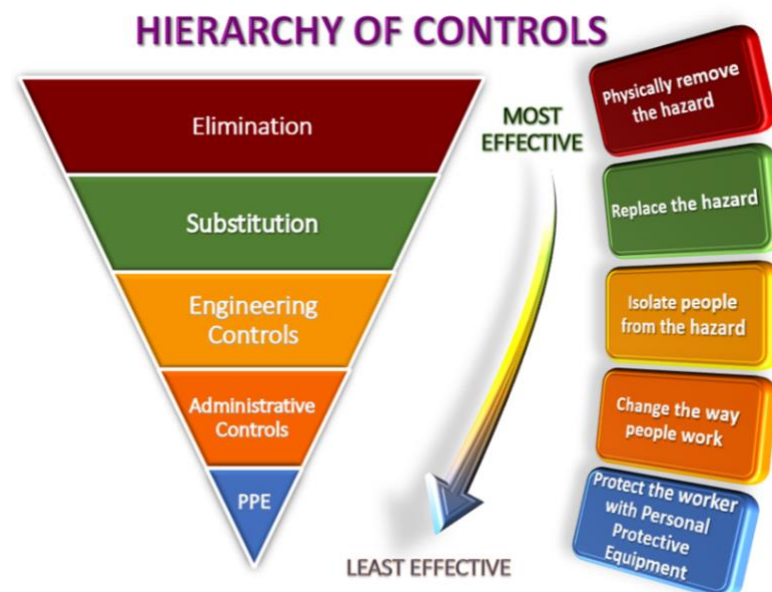 HIERARCHY OF CONTROLS
Elimination
Substitution
Engineering
Controls
Administrative
Controls
PPE
MOST
EFFECTIVE
LEAST EFFECTIVE
Physically remove
the hazard
Replace the hazard
Isolate people
from the hazard
Change the way
people work
Protect the worker
with Personal
Protective
Equipment